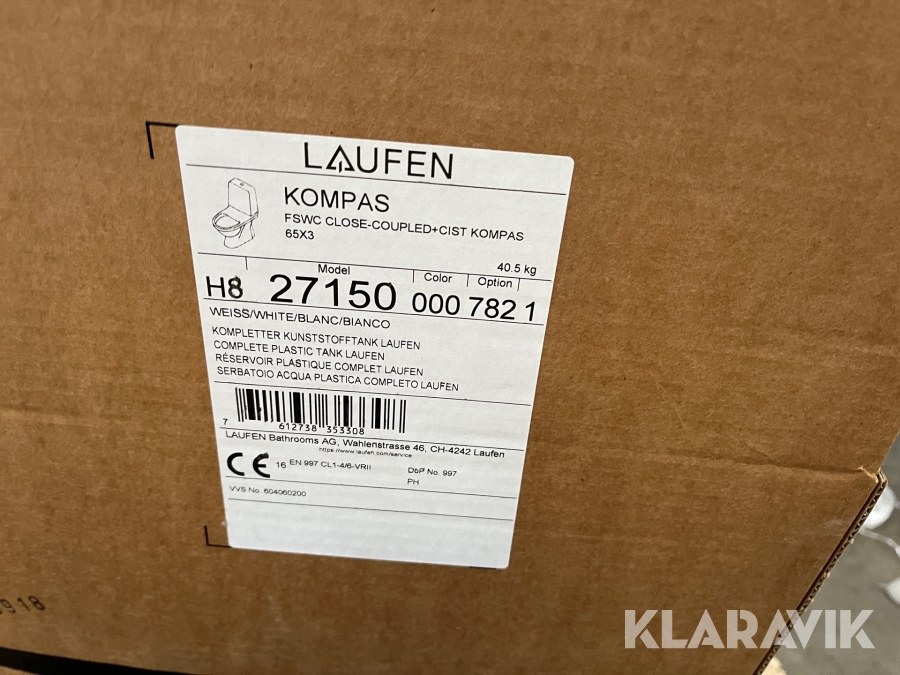 LAUFEN
KOMPAS
FSWC CLOSE-COUPLED+CIST KOMPAS
65X3
40.5 kg
Model Color Option
H8 27150 000 782 1
WEISS/WHITE/BLANC/BIANCO
KOMPLETTER KUNSTSTOFFTANK LAUFEN
COMPLETE PLASTIC TANK LAUFEN
RÉSERVOIR PLASTIQUE COMPLET LAUFEN
SERBATOIO ACQUA PLASTICA COMPLETO LAUFEN
7 612738 353308
LAUFEN Bathrooms AG, Wahlenstrasse 46, CH-4242 Laufen
https://www.laufen.com/service
CE 16 EN 997 CL1-4/6-VRII DoP No. 997
PH
VVS No. 604060200
918
KLARAVIK